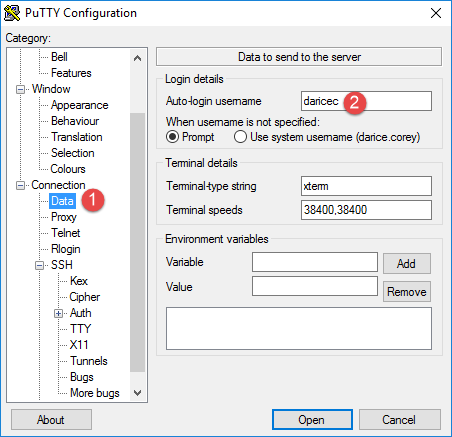 PuTTY Configuration
Category:
Bell
Features
Window
Appearance
Behaviour
Translation
Selection
Colours
Connection
Data 1
Proxy
Telnet
Rlogin
SSH
Kex
Cipher
Auth
TTY
X11
Tunnels
Bugs
More bugs
Data to send to the server
Login details
Auto-login username daricec 2
When username is not specified:
Prompt Use system username (darice.corey)
Terminal details
Terminal-type string xterm
Terminal speeds 38400,38400
Environment variables
Variable Add
Value Remove
About Open Cancel